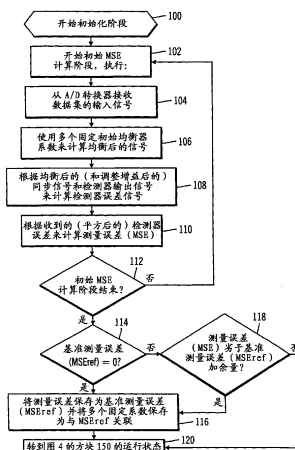 开始初始化阶段
100
开始初始 MSE
计算阶段，执行：
102
从 A/D 转换器接收
数据集的输入信号
104
使用多个固定初始均衡器
系数来计算均衡后的信号
106
根据均衡后的（和调整增益后的）
同步信号和检测器输出信号
来计算检测器误差信号
108
根据收到的（平方后的）检测器
误差来计算测量误差（MSE）
110
112
初始 MSE
计算阶段结束？
否
是
114
基准测量误差
(MSEref) = 0？
否
是
118
测量误差
（MSE）小于基准
测量误差（MSEref）
加余量？
否
是
将测量误差保存为基准测量误差
（MSEref）并将多个固定系数保存
为与 MSEref 关联
116
120
转到图 4 的方块 150 的运行状态